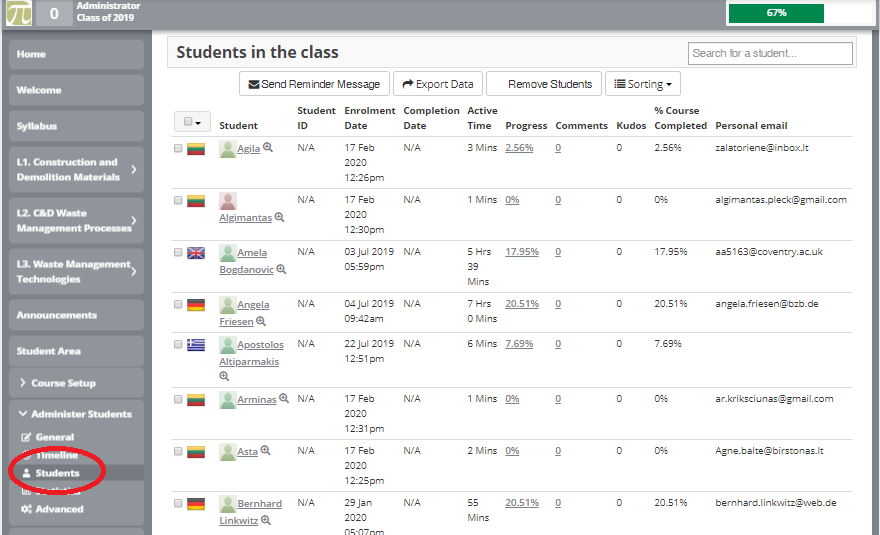 π
0
Administrator
Class of 2019
67%
Home
Welcome
Syllabus
L1. Construction and
Demolition Materials
L2. C&D Waste
Management Processes
L3. Waste Management
Technologies
Announcements
Student Area
Course Setup
Administer Students
General
Timeline
Students
Statistics
Advanced
Students in the class
Search for a student...
Send Reminder Message
Export Data
Remove Students
Sorting
Student Enrolment Completion Active % Course
Student ID Date Date Time Progress Comments Kudos Completed Personal email
Agila N/A 17 Feb N/A 3 Mins 2.56% 0 0 2.56% zalatoriene@inbox.lt
2020
12:26pm
N/A 17 Feb N/A 1 Mins 0% 0 0 0% algimantas.pleck@gmail.com
Algimantas 2020
12:30pm
Amela N/A 03 Jul 2019 N/A 5 Hrs 17.95% 0 0 17.95% aa5163@coventry.ac.uk
Bogdanovic 05:59pm 39
Mins
Angela N/A 04 Jul 2019 N/A 7 Hrs 20.51% 0 0 20.51% angela.friesen@bzb.de
Friesen 09:42am 0 Mins
Apostolos N/A 22 Jul 2019 N/A 6 Mins 7.69% 0 0 7.69%
Altiparmakis 12:51pm
Arminas N/A 17 Feb N/A 1 Mins 0% 0 0 0% ar.kriksciunas@gmail.com
2020
12:31pm
Asta N/A 17 Feb N/A 2 Mins 0% 0 0 0% Agne.balte@birstonas.lt
2020
12:25pm
Bernhard N/A 29 Jan N/A 55 20.51% 0 0 20.51% bernhard.linkwitz@web.de
Linkwitz 2020 Mins
05:07pm